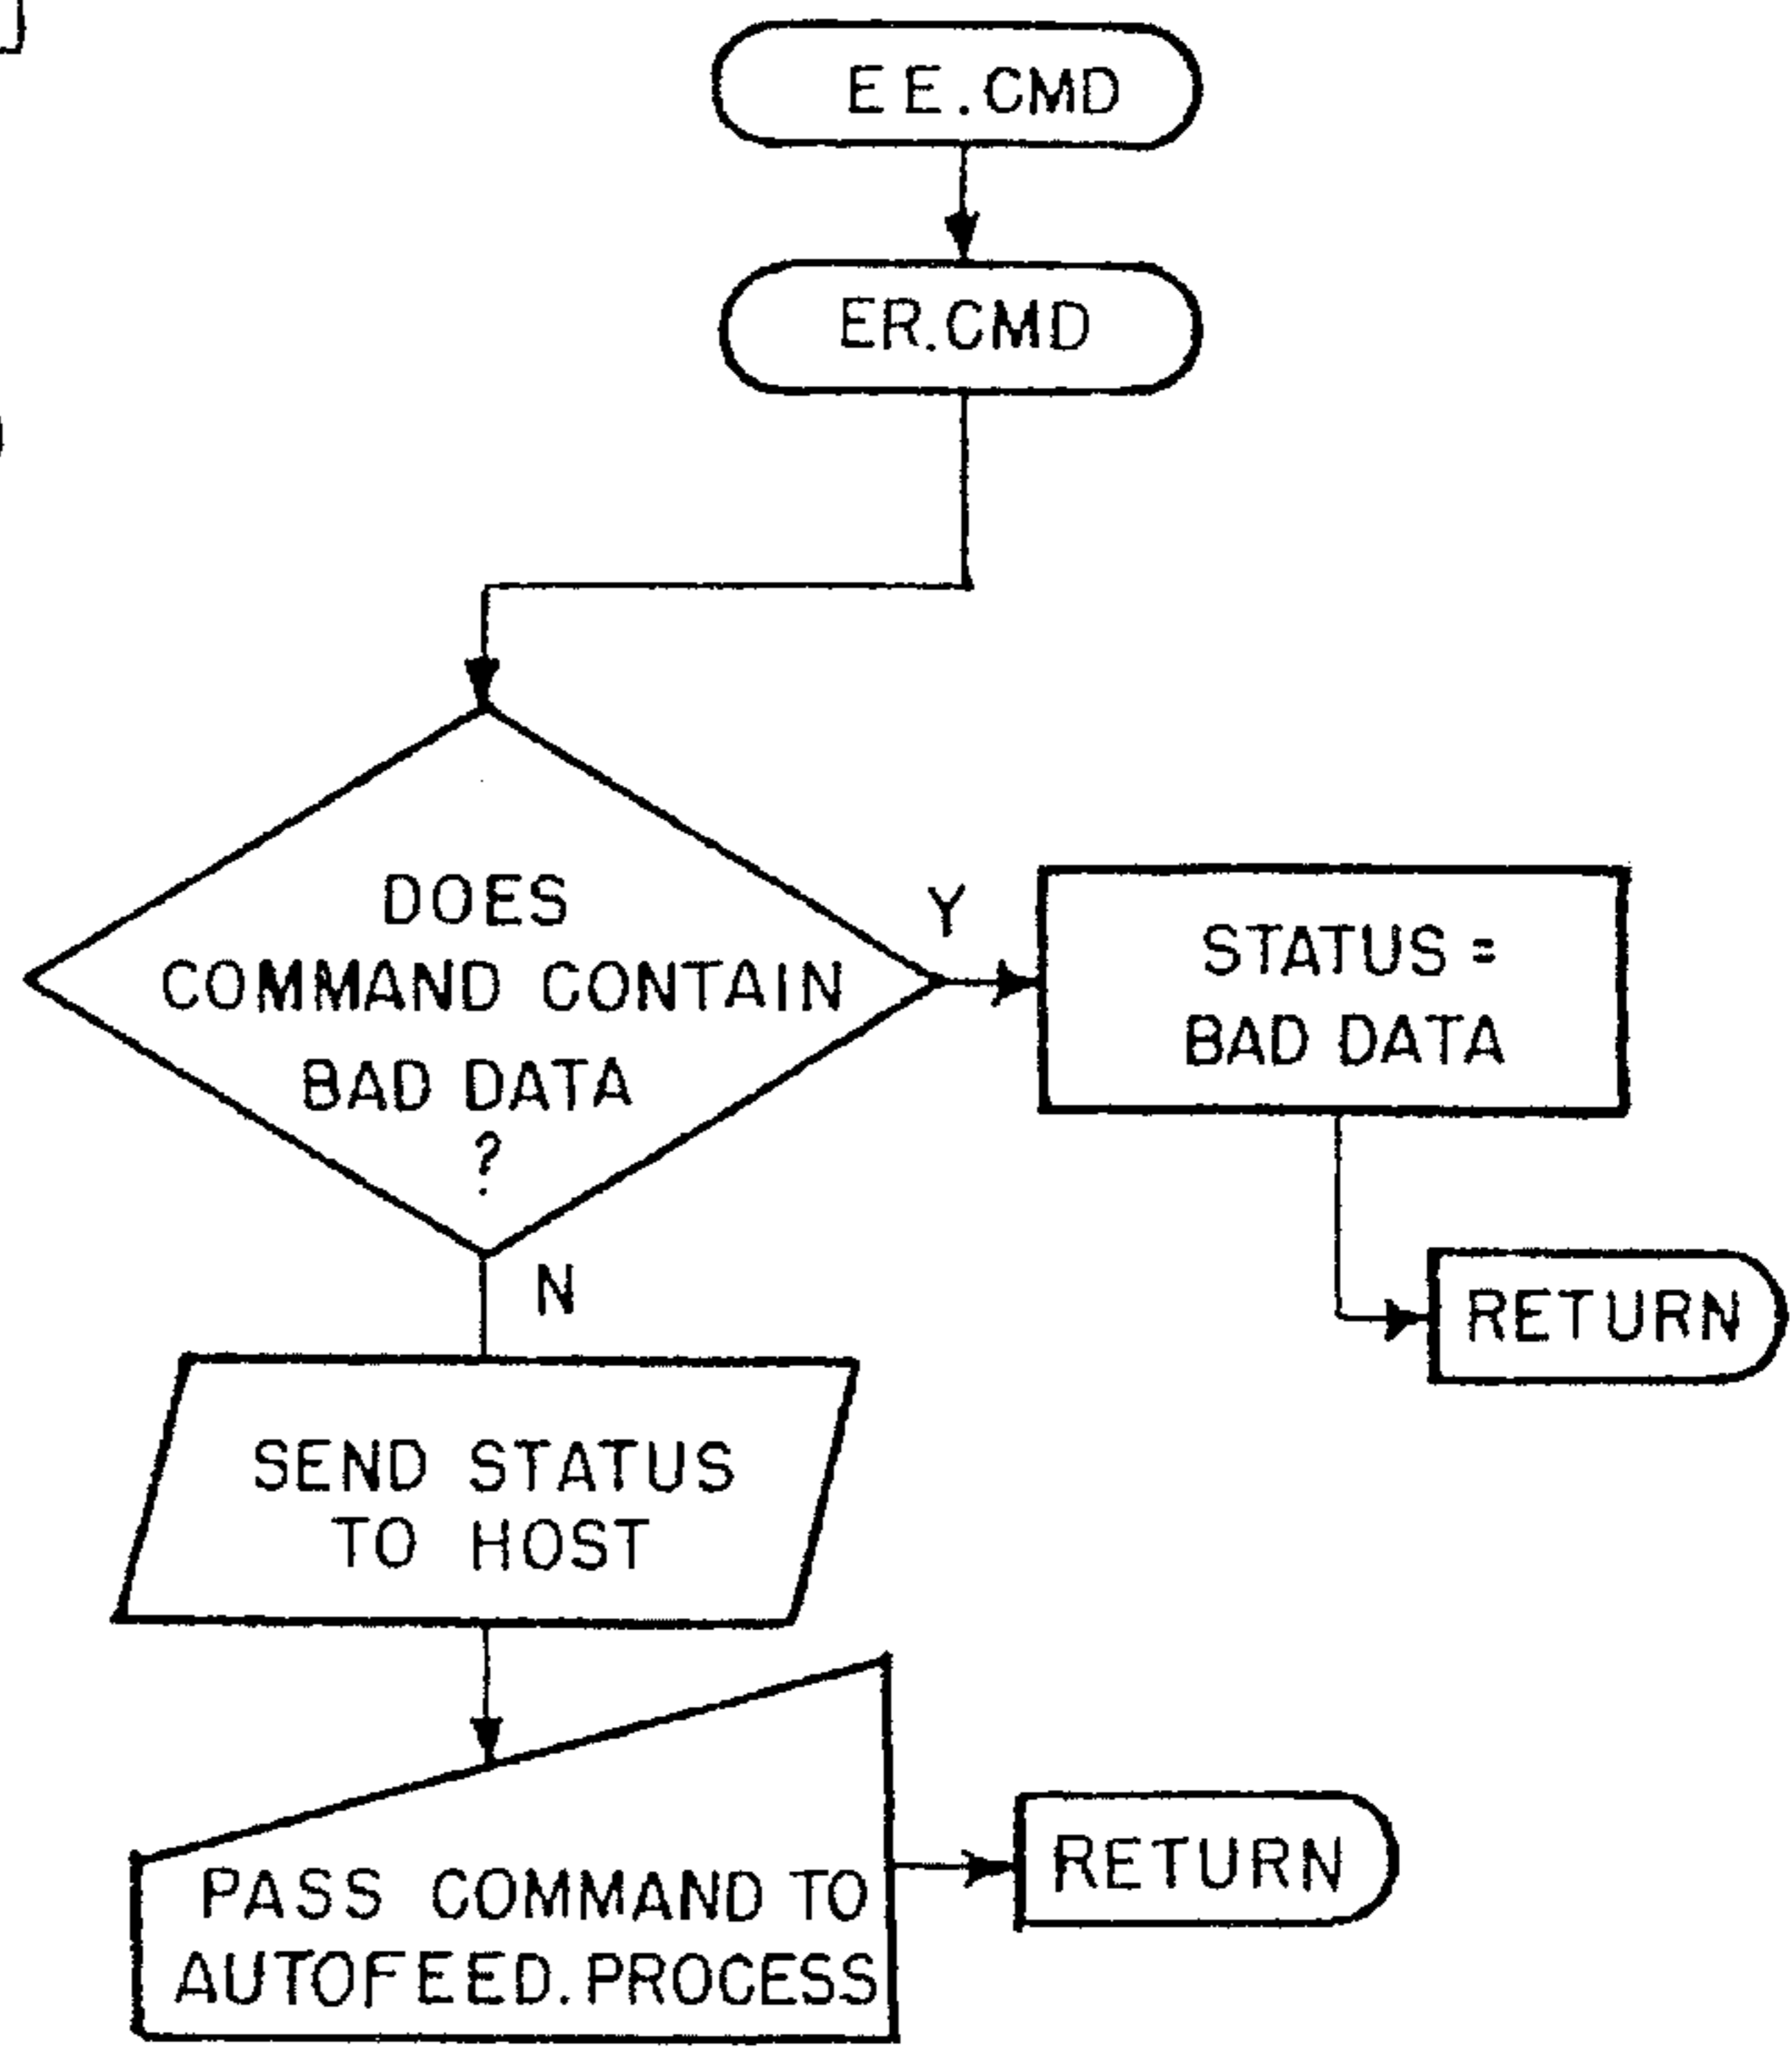 EE.CMD
ER.CMD
DOES
COMMAND CONTAIN
BAD DATA
?
Y
STATUS =
BAD DATA
RETURN
N
SEND STATUS
TO HOST
PASS COMMAND TO
AUTOFEED.PROCESS
RETURN